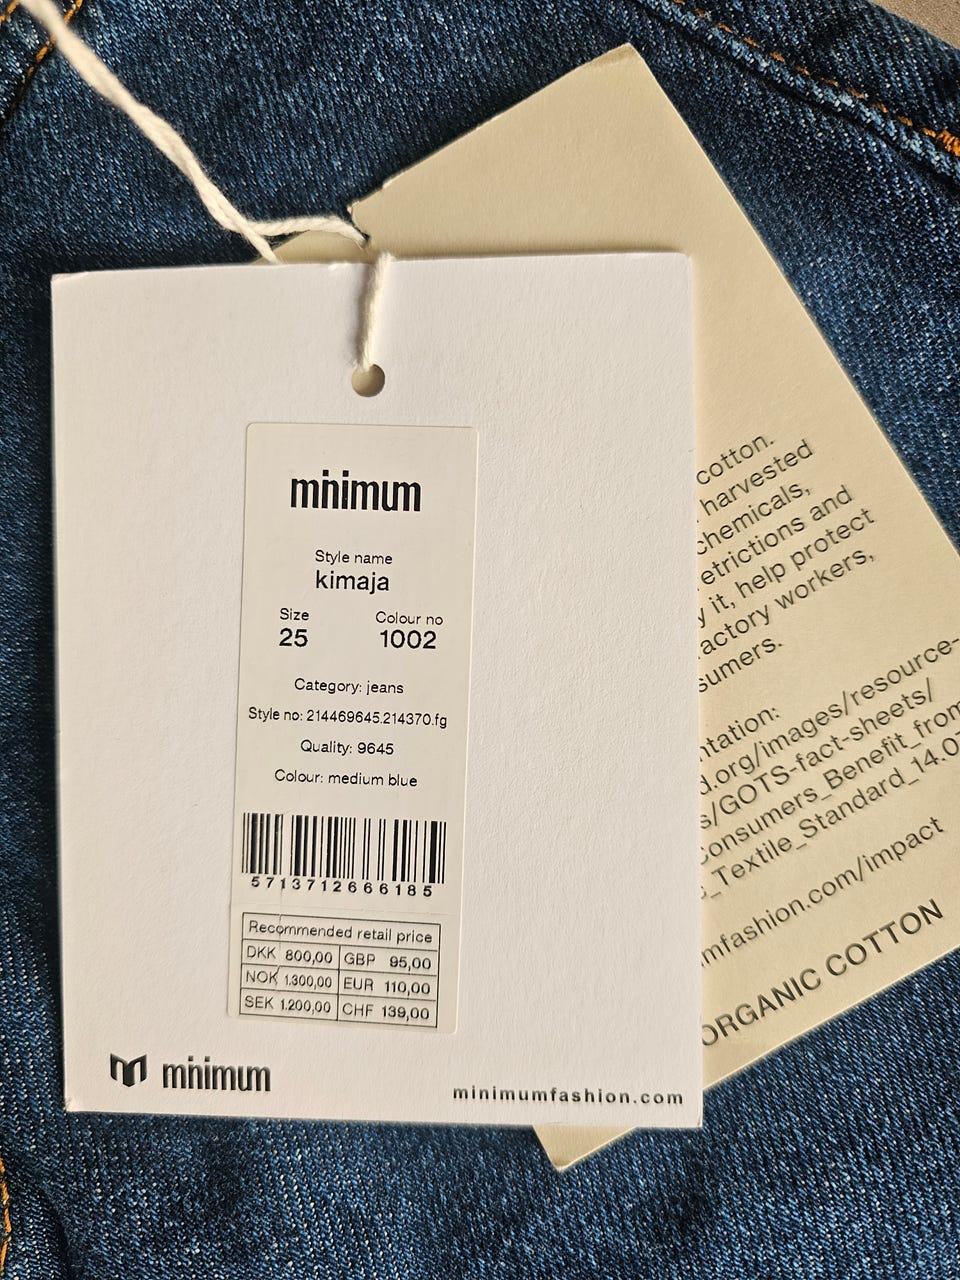 minimum
Style name
kimaja
Size Colour no
25 1002
Category: jeans
Style no: 214469645.214370.fg
Quality: 9645
Colour: medium blue
5713712666185
Recommended retail price
DKK 800,00 GBP 95,00
NOK 1.300,00 EUR 110,00
SEK 1.200,00 CHF 139,00
minimum
minimumfashion.com
cotton.
harvested
chemicals,
etrictions and
y it, help protect
actory workers,
sumers.
ntation:
d.org/images/resource-
s/GOTS-fact-sheets/
onsumers_Benefit_from
_Textile_Standard_14.0
mfashion.com/impact
ORGANIC COTTON